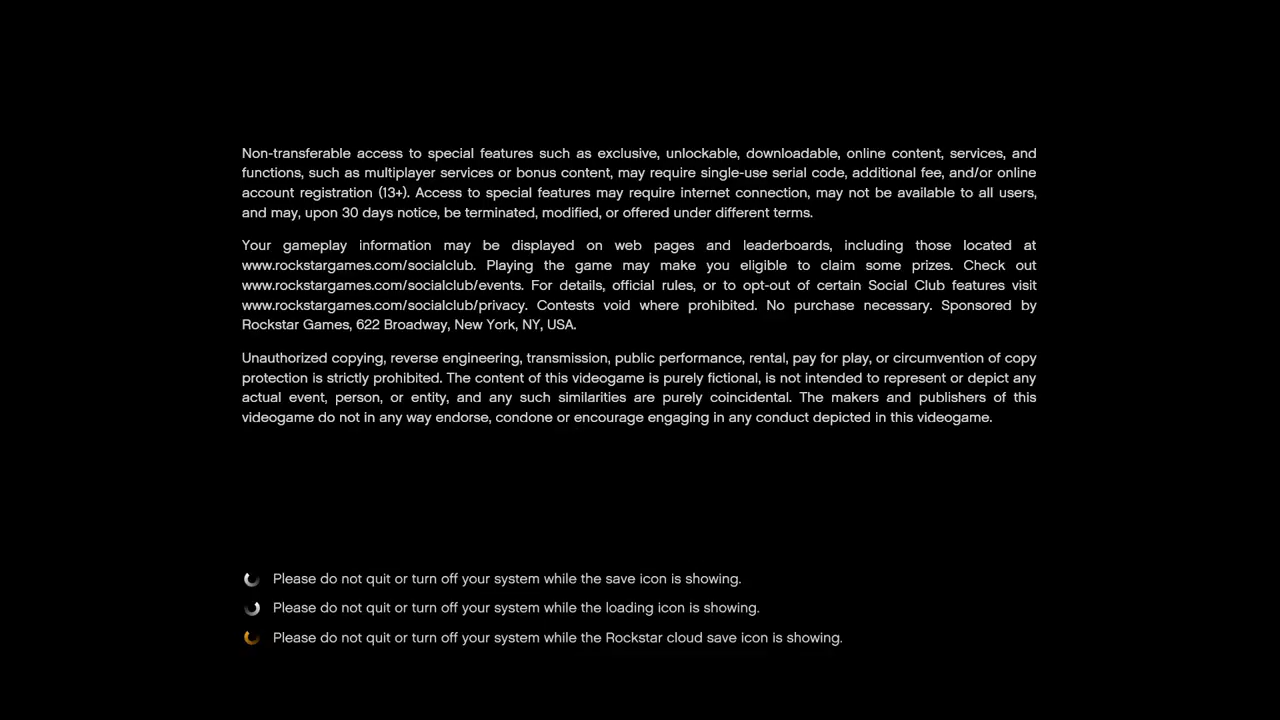 Non-transferable access to special features such as exclusive, unlockable, downloadable, online content, services, and
functions, such as multiplayer services or bonus content, may require single-use serial code, additional fee, and/or online
account registration (13+). Access to special features may require internet connection, may not be available to all users,
and may, upon 30 days notice, be terminated, modified, or offered under different terms.
Your gameplay information may be displayed on web pages and leaderboards, including those located at
www.rockstargames.com/socialclub. Playing the game may make you eligible to claim some prizes. Check out
www.rockstargames.com/socialclub/events. For details, official rules, or to opt-out of certain Social Club features visit
www.rockstargames.com/socialclub/privacy. Contests void where prohibited. No purchase necessary. Sponsored by
Rockstar Games, 622 Broadway, New York, NY, USA.
Unauthorized copying, reverse engineering, transmission, public performance, rental, pay for play, or circumvention of copy
protection is strictly prohibited. The content of this videogame is purely fictional, is not intended to represent or depict any
actual event, person, or entity, and any such similarities are purely coincidental. The makers and publishers of this
videogame do not in any way endorse, condone or encourage engaging in any conduct depicted in this videogame.
Please do not quit or turn off your system while the save icon is showing.
Please do not quit or turn off your system while the loading icon is showing.
Please do not quit or turn off your system while the Rockstar cloud save icon is showing.